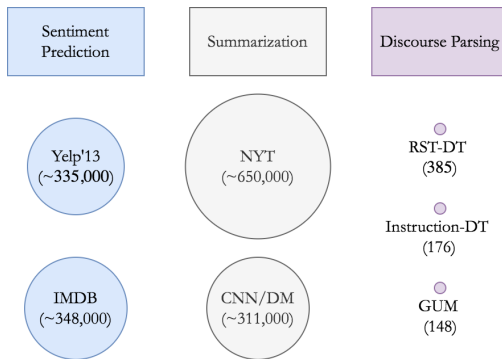 Sentiment
Prediction
Summarization
Discourse Parsing
Yelp'13
(~335,000)
NYT
(~650,000)
RST-DT
(385)
Instruction-DT
(176)
IMDB
(~348,000)
CNN/DM
(~311,000)
GUM
(148)